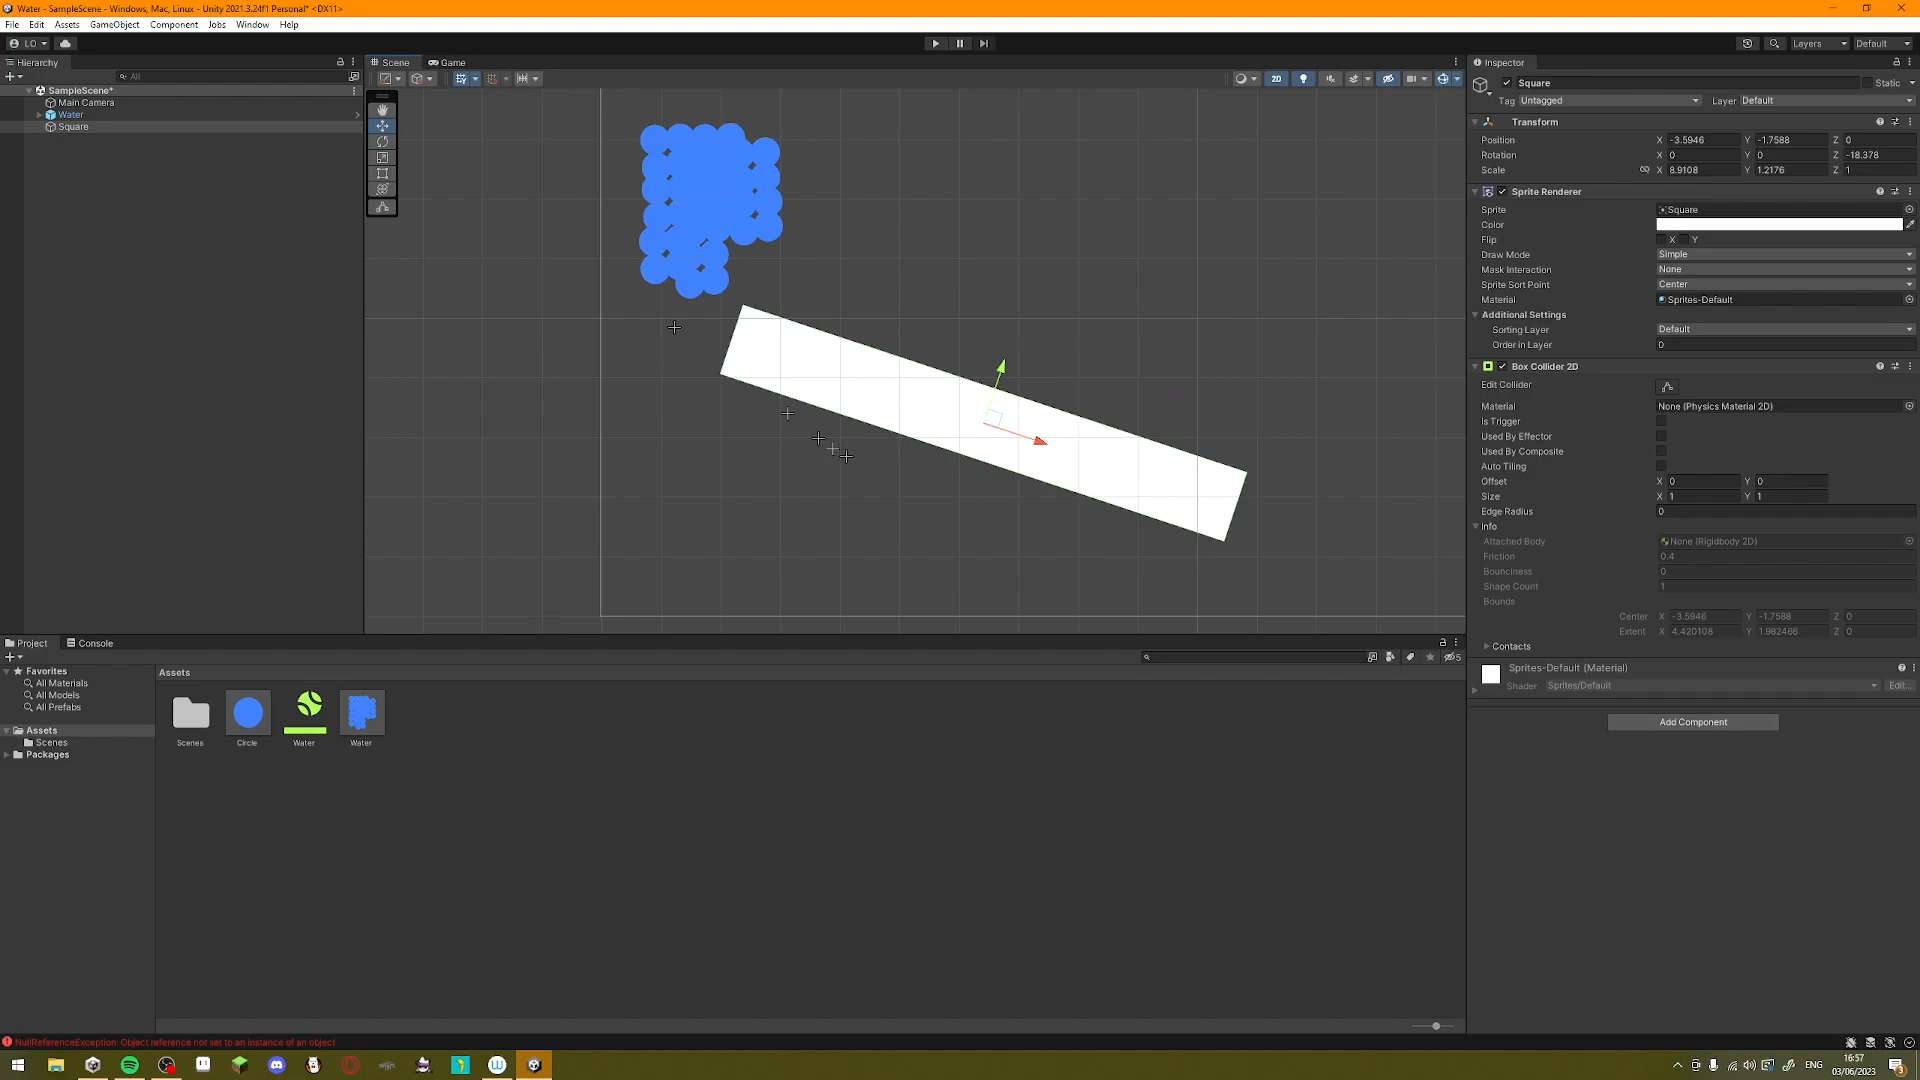 Water - SampleScene - Windows, Mac, Linux - Unity 2021.3.24f1 Personal* <DX11>
File Edit Assets GameObject Component Jobs Window Help
LO Layers Default
Hierarchy Scene Game Inspector
All
2D
SampleScene*
Main Camera
Water
Square
Square Static
Tag Untagged Layer Default
Transform
Position X -3.5946 Y -1.7588 Z 0
Rotation X 0 Y 0 Z -18.378
Scale X 8.9108 Y 1.2176 Z 1
Sprite Renderer
Sprite Square
Color
Flip X Y
Draw Mode Simple
Mask Interaction None
Sprite Sort Point Center
Material Sprites-Default
Additional Settings
Sorting Layer Default
Order in Layer 0
Box Collider 2D
Edit Collider
Material None (Physics Material 2D)
Is Trigger
Used By Effector
Used By Composite
Auto Tiling
Offset X 0 Y 0
Size X 1 Y 1
Edge Radius 0
Info
Attached Body None (Rigidbody 2D)
Friction 0.4
Bounciness 0
Shape Count 1
Bounds
Center X -3.5946 Y -1.7588 Z 0
Extent X 4.420108 Y 1.982466 Z 0
Contacts
Sprites-Default (Material)
Shader Sprites/Default Edit...
Add Component
Project Console
5
Favorites
All Materials
All Models
All Prefabs
Assets
Scenes
Packages
Assets
Scenes Circle Water Water
NullReferenceException: Object reference not set to an instance of an object
ENG 16:57
03/06/2023
3